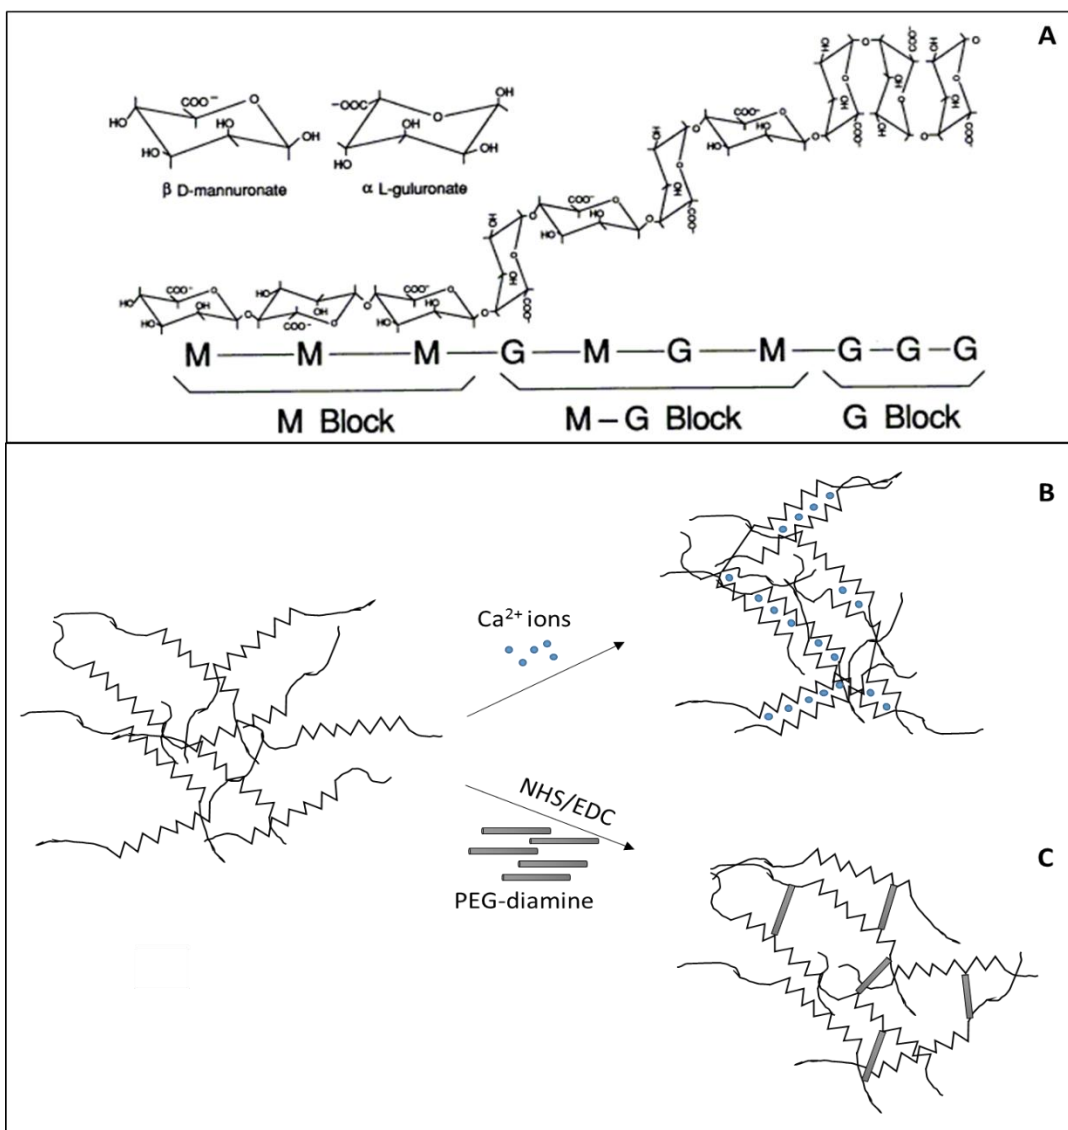 A
COO⁻
O
HO
HO
HO
OH
β D-mannuronate
⁻OOC
OH
O
OH
HO
OH
α L-guluronate
M — M — M — G — M — G — M — G — G — G
M Block
M – G Block
G Block
B
Ca²⁺ ions
NHS/EDC
PEG-diamine
C